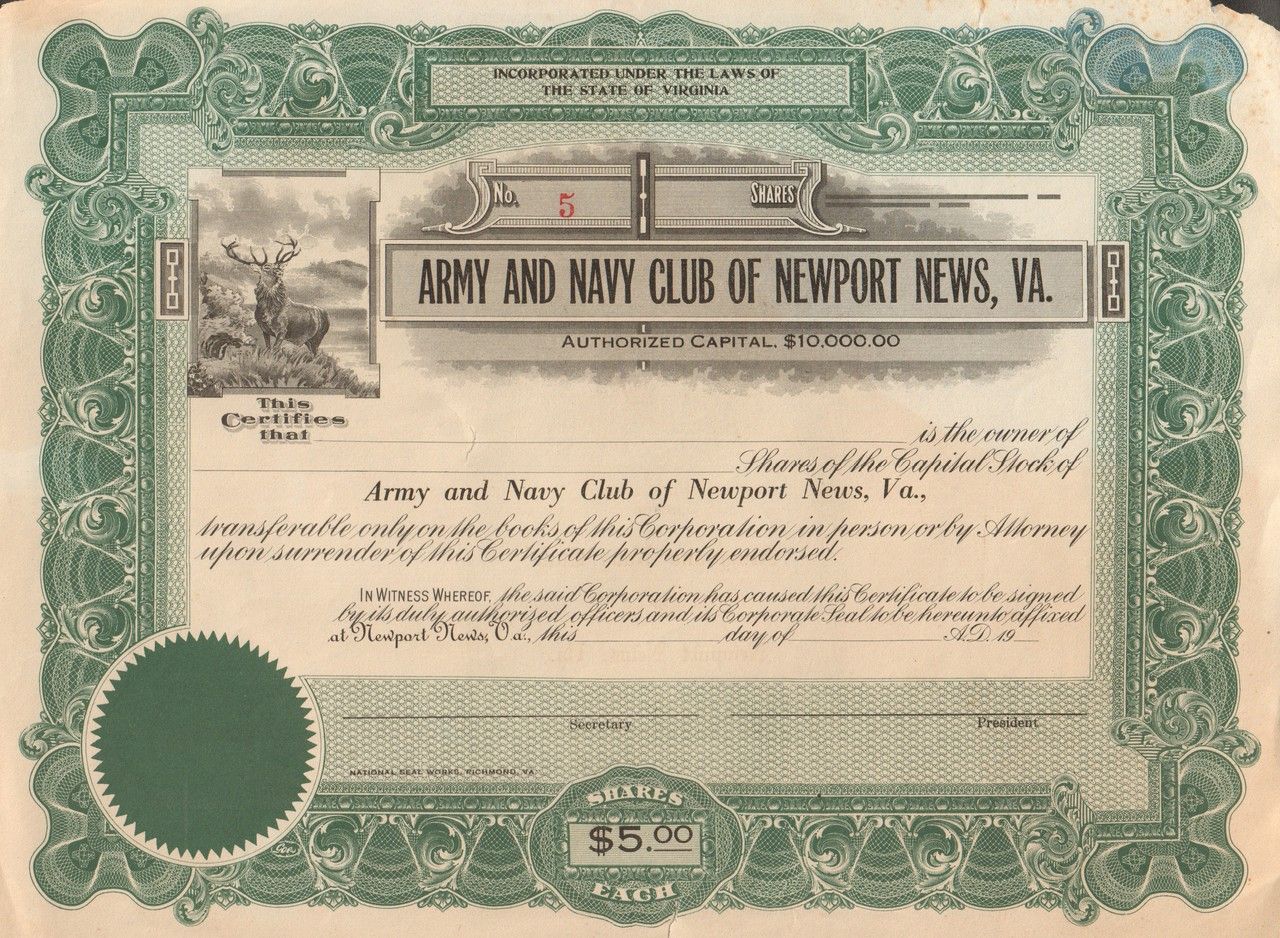 INCORPORATED UNDER THE LAWS OF
THE STATE OF VIRGINIA
No. 5 SHARES
ARMY AND NAVY CLUB OF NEWPORT NEWS, VA.
AUTHORIZED CAPITAL, $10,000.00
This
Certifies
that is the owner of
Shares of the Capital Stock of
Army and Navy Club of Newport News, Va.,
transferable only on the books of this Corporation in person or by Attorney
upon surrender of this Certificate properly endorsed.
IN WITNESS WHEREOF, the said Corporation has caused this Certificate to be signed
by its duly authorized officers and its Corporate Seal to be hereunto affixed
at Newport News, Va., this day of A.D. 19
Secretary President
NATIONAL SEAL WORKS, RICHMOND, VA.
SHARES
$5.00
EACH